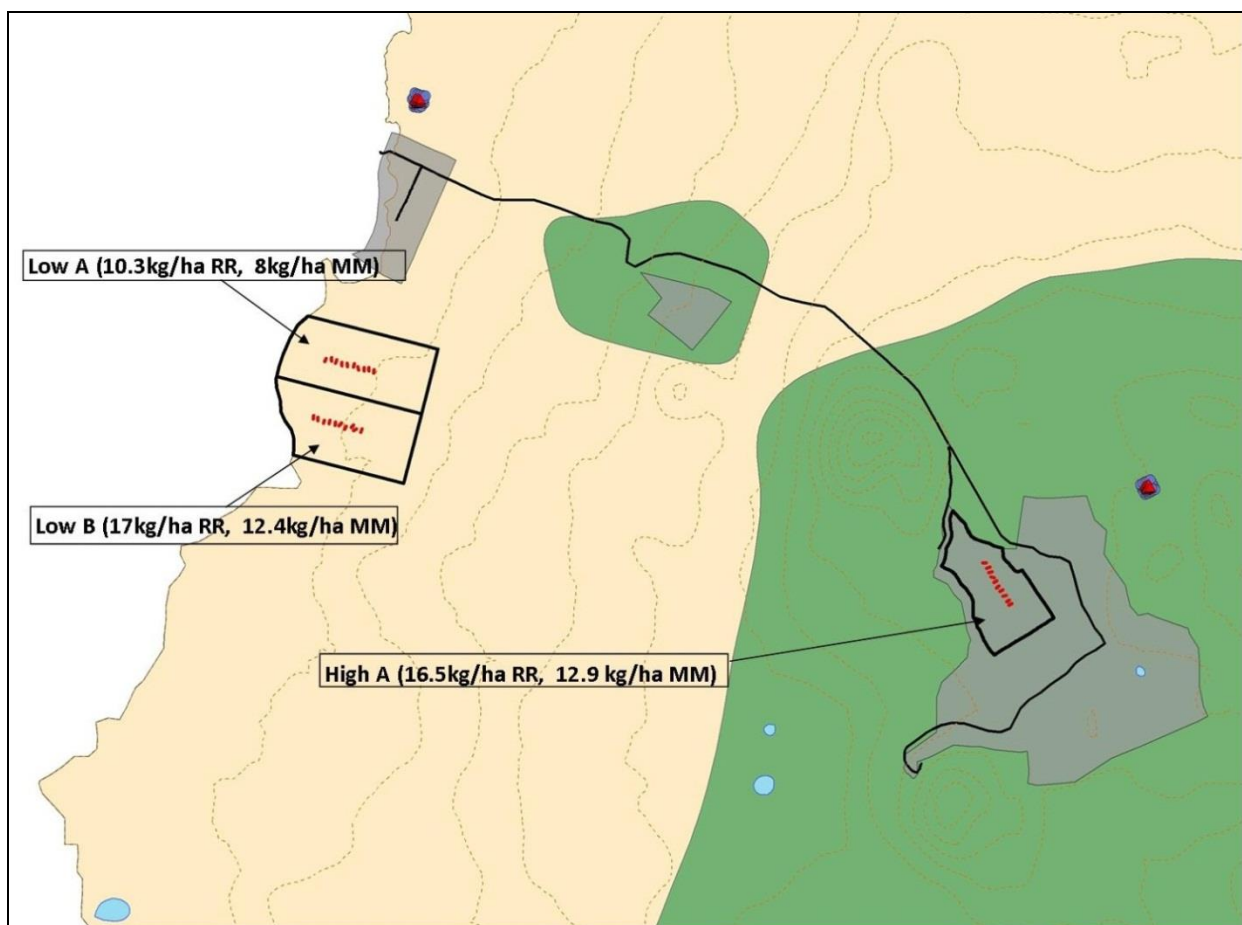 Low A (10.3kg/ha RR,  8kg/ha MM)
Low B (17kg/ha RR,  12.4kg/ha MM)
High A (16.5kg/ha RR,  12.9 kg/ha MM)